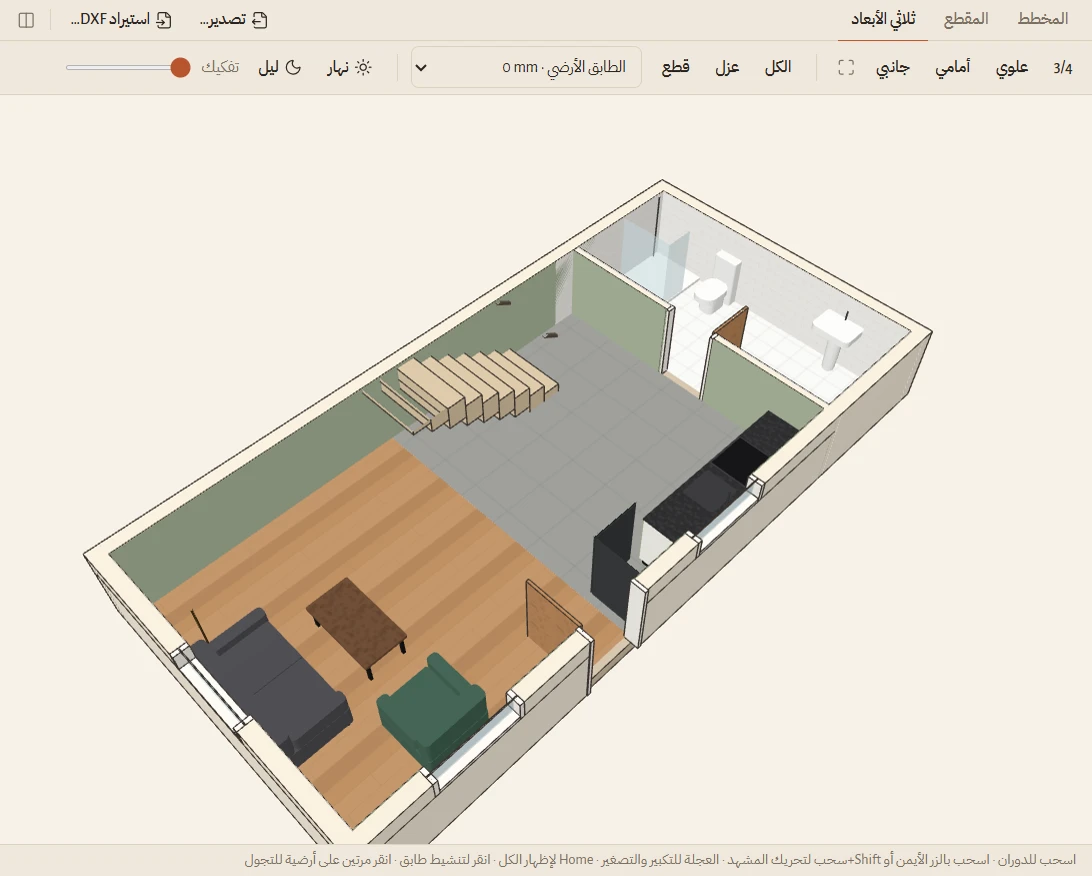 المخطط المقطع ثلاثي الأبعاد تصدير... استيراد DXF...
3/4 علوي أمامي جانبي الكل عزل قطع الطابق الأرضي · 0 mm نهار ليل تفكيك
اسحب للدوران · اسحب بالزر الأيمن أو Shift+سحب لتحريك المشهد · العجلة للتكبير والتصغير · Home لإظهار الكل · انقر لتنشيط طابق · انقر مرتين على أرضية للتجول